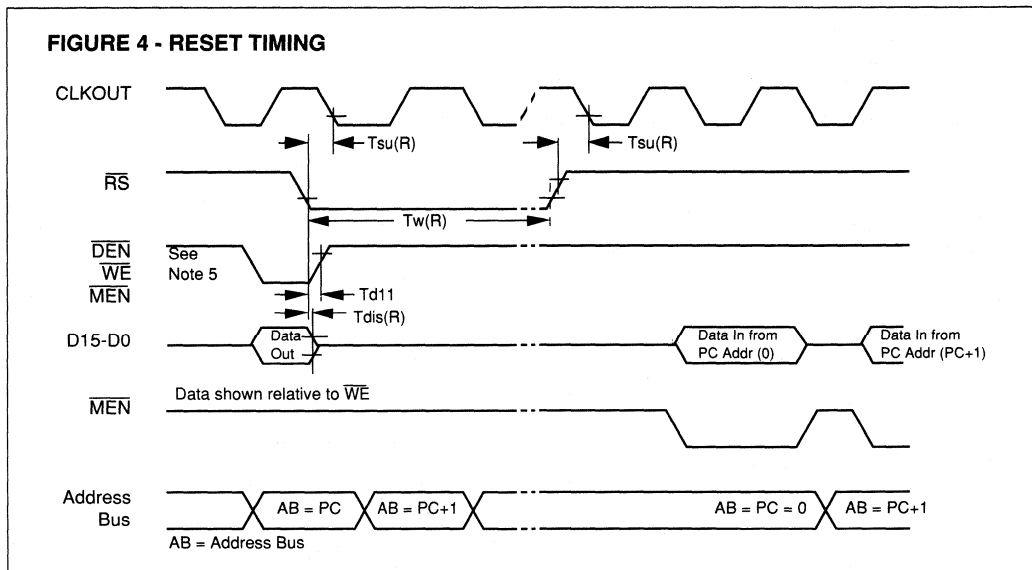 FIGURE 4 - RESET TIMING
CLKOUT
Tsu(R)
Tsu(R)
RS
Tw(R)
DEN
WE
MEN
See
Note 5
Td11
Tdis(R)
D15-D0
Data
Out
Data In from
PC Addr (0)
Data In from
PC Addr (PC+1)
Data shown relative to WE
MEN
Address
Bus
AB = PC
AB = PC+1
AB = PC = 0
AB = PC+1
AB = Address Bus